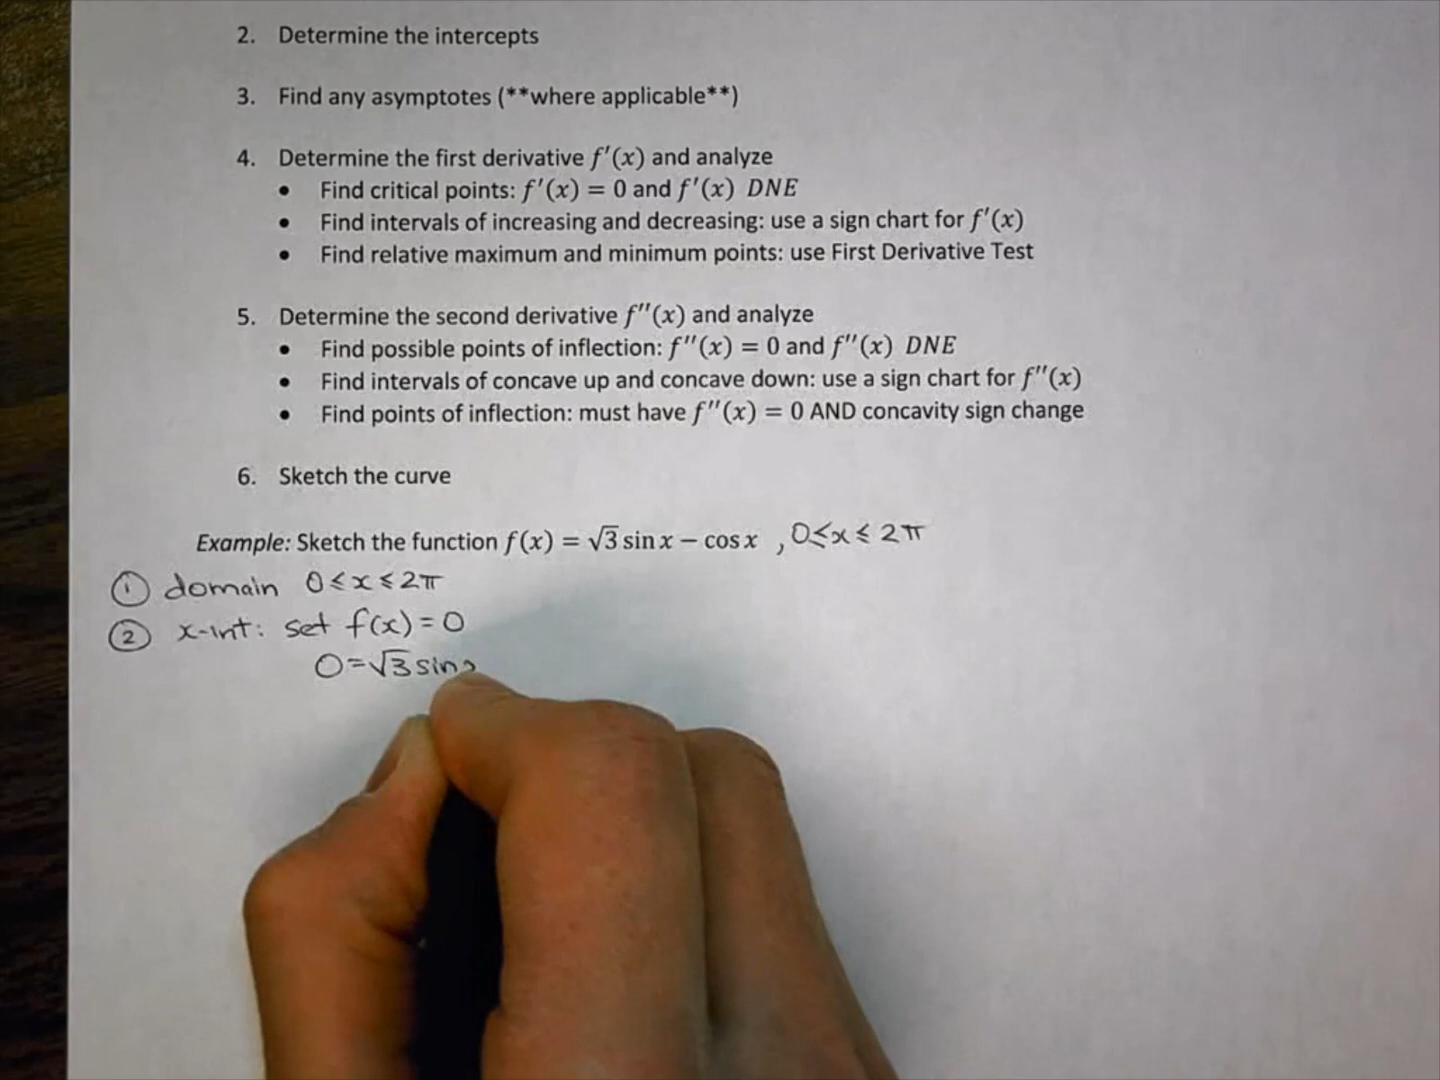 2. Determine the intercepts
3. Find any asymptotes (**where applicable**)
4. Determine the first derivative f′(x) and analyze
• Find critical points: f′(x) = 0 and f′(x) DNE
• Find intervals of increasing and decreasing: use a sign chart for f′(x)
• Find relative maximum and minimum points: use First Derivative Test
5. Determine the second derivative f″(x) and analyze
• Find possible points of inflection: f″(x) = 0 and f″(x) DNE
• Find intervals of concave up and concave down: use a sign chart for f″(x)
• Find points of inflection: must have f″(x) = 0 AND concavity sign change
6. Sketch the curve
Example: Sketch the function f(x) = √3 sin x − cos x , 0≤x≤2π
① domain 0≤x≤2π
② x-int: set f(x)=0
0=√3 sin